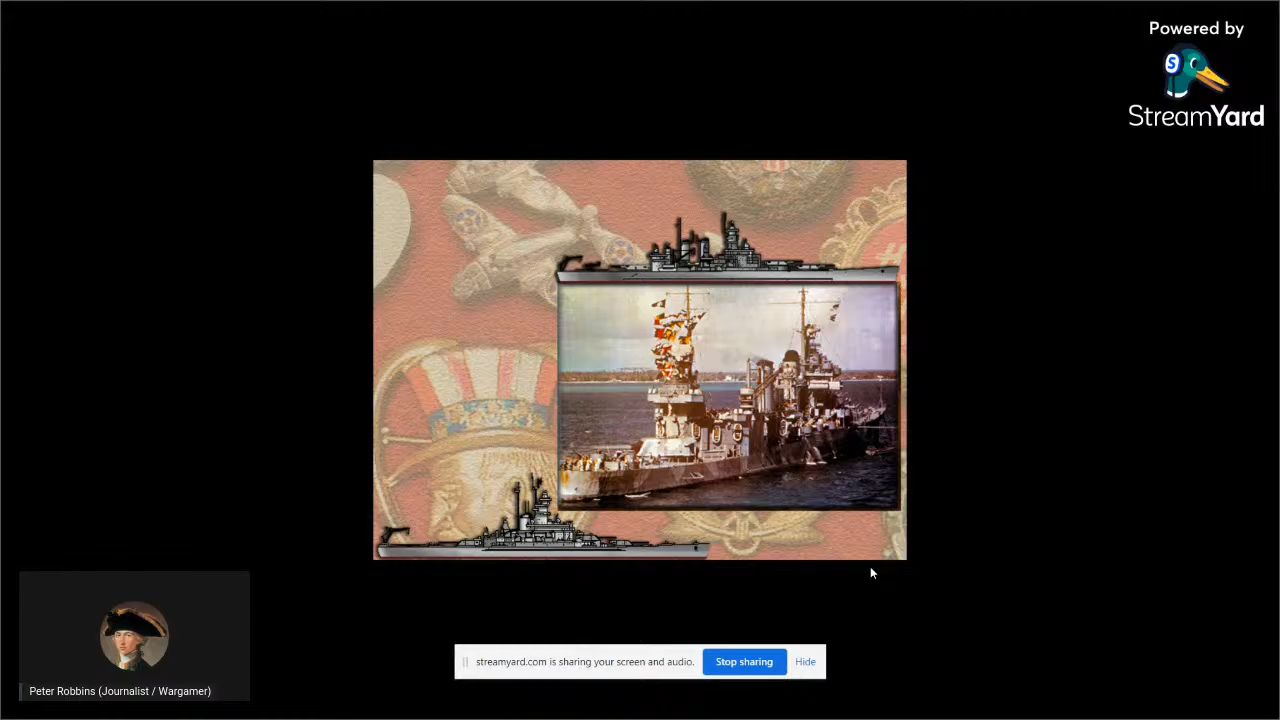 Powered by
S
StreamYard
streamyard.com is sharing your screen and audio.
Stop sharing
Hide
Peter Robbins (Journalist / Wargamer)